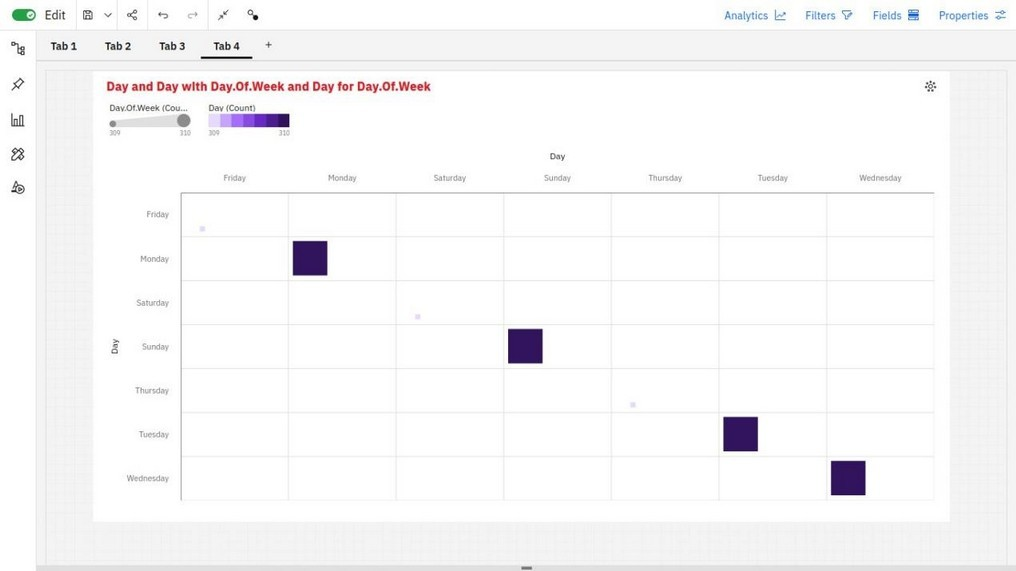 Edit
Analytics
Filters
Fields
Properties
Tab 1
Tab 2
Tab 3
Tab 4
+
Day and Day with Day.Of.Week and Day for Day.Of.Week
Day.Of.Week (Cou...
Day (Count)
309
310
309
310
Day
Friday
Monday
Saturday
Sunday
Thursday
Tuesday
Wednesday
Day
Friday
Monday
Saturday
Sunday
Thursday
Tuesday
Wednesday